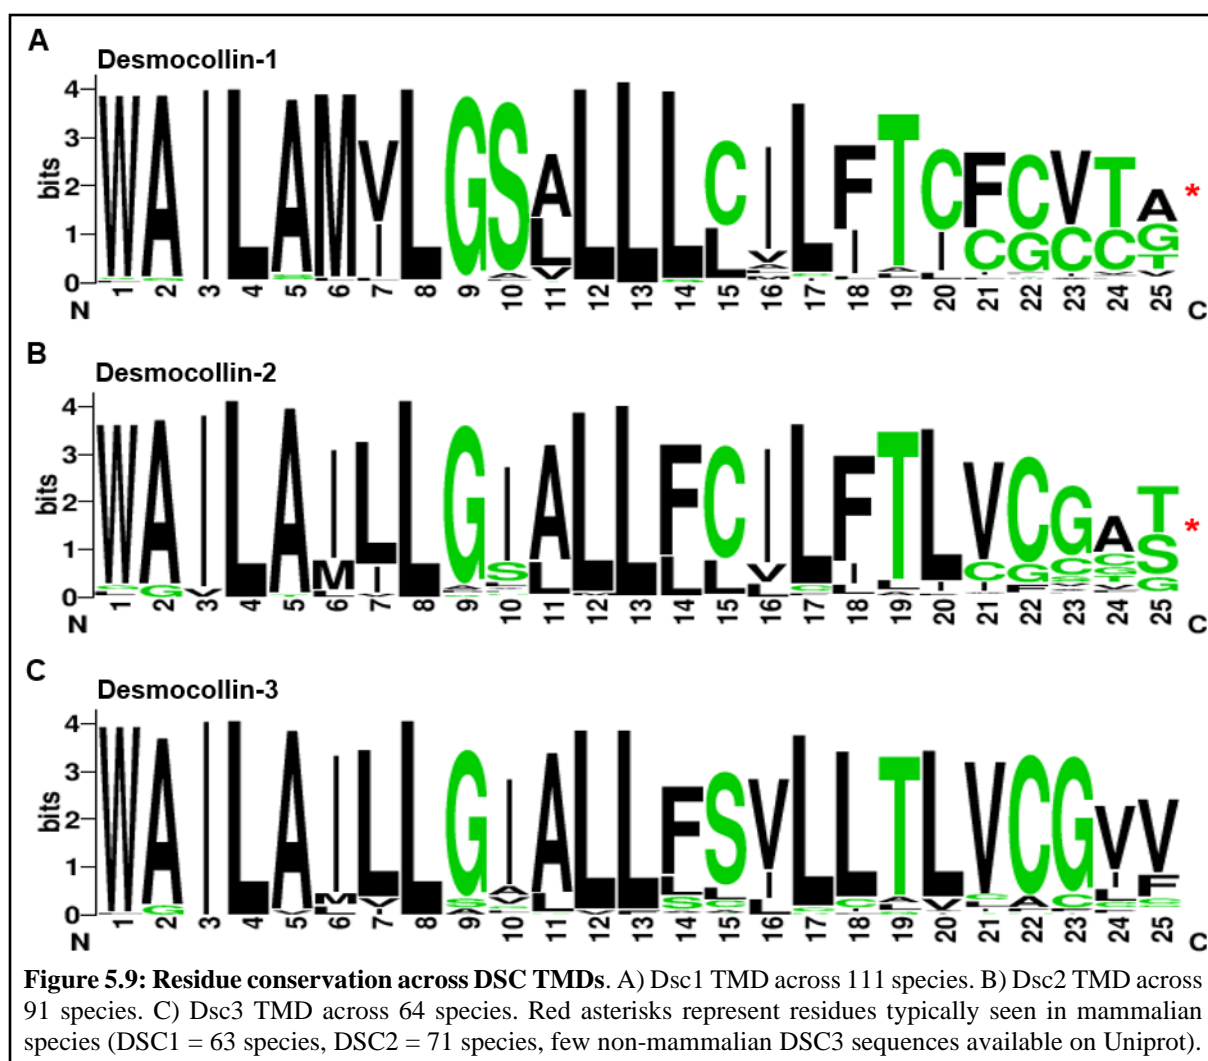 A
Desmocollin-1
bits
4
3
2
1
0
W A I L A M V L G S A L L L C I L F T C F C V T A *
L I L V I I C G C C G
V A T
1 2 3 4 5 6 7 8 9 10 11 12 13 14 15 16 17 18 19 20 21 22 23 24 25
N C
B
Desmocollin-2
bits
4
3
2
1
0
W A I L A I L L G I A L L F C I L F T L V C G A T *
G V M I S L L L V I C G C C S
G
1 2 3 4 5 6 7 8 9 10 11 12 13 14 15 16 17 18 19 20 21 22 23 24 25
N C
C
Desmocollin-3
bits
4
3
2
1
0
W A I L A I L L G I A L L F S V L L T L V C G V V
G M V S A L L L I C A V A C I F
1 2 3 4 5 6 7 8 9 10 11 12 13 14 15 16 17 18 19 20 21 22 23 24 25
N C
Figure 5.9: Residue conservation across DSC TMDs. A) Dsc1 TMD across 111 species. B) Dsc2 TMD across
91 species. C) Dsc3 TMD across 64 species. Red asterisks represent residues typically seen in mammalian
species (DSC1 = 63 species, DSC2 = 71 species, few non-mammalian DSC3 sequences available on Uniprot).